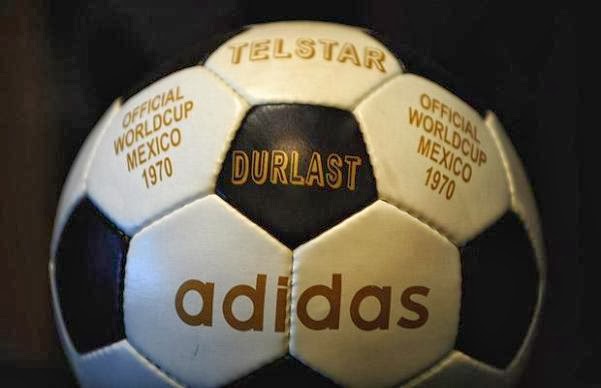 TELSTAR
OFFICIAL
WORLDCUP
MEXICO
1970
OFFICIAL
WORLDCUP
MEXICO
1970
DURLAST
adidas